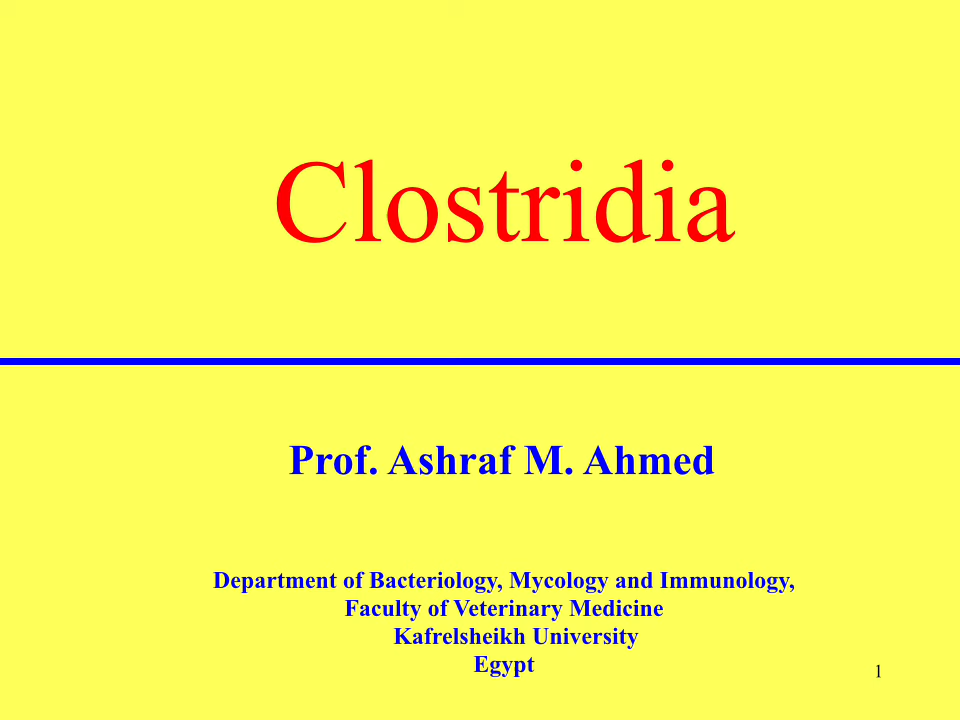 Clostridia
Prof. Ashraf M. Ahmed
Department of Bacteriology, Mycology and Immunology,
Faculty of Veterinary Medicine
Kafrelsheikh University
Egypt
1